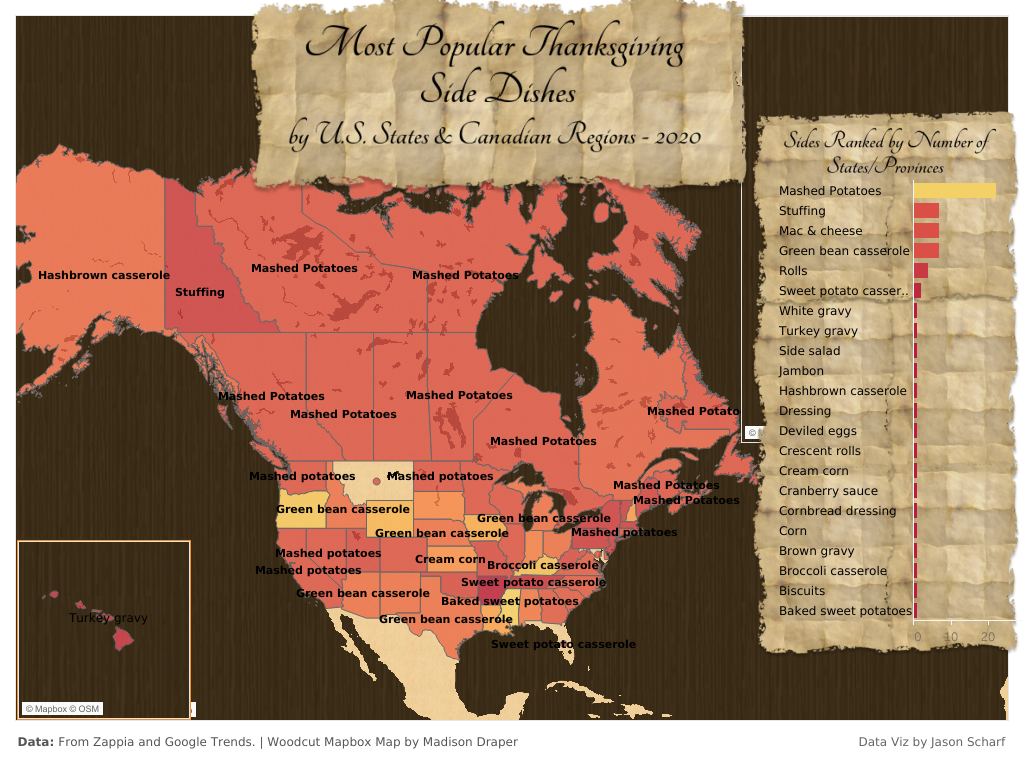 Most Popular Thanksgiving
Side Dishes
by U.S. States & Canadian Regions - 2020
Sides Ranked by Number of
States/Provinces
Mashed Potatoes
Stuffing
Mac & cheese
Green bean casserole
Rolls
Sweet potato casser..
White gravy
Turkey gravy
Side salad
Jambon
Hashbrown casserole
Dressing
Deviled eggs
Crescent rolls
Cream corn
Cranberry sauce
Cornbread dressing
Corn
Brown gravy
Broccoli casserole
Biscuits
Baked sweet potatoes
0 10 20
Mashed Potatoes
Hashbrown casserole
Mashed Potatoes
Stuffing
Mashed Potatoes
Mashed Potatoes
Mashed Potato
Mashed Potatoes
Mashed Potatoes
©
Mashed potatoes
Mashed potatoes
Mashed Potatoes
Mashed Potatoes
Green bean casserole
Green bean casserole
Green bean casserole
Mashed potatoes
Mashed potatoes
Cream corn
Broccoli casserole
Mashed potatoes
Sweet potato casserole
Green bean casserole
Baked sweet potatoes
Green bean casserole
Sweet potato casserole
Turkey gravy
© Mapbox © OSM
Data: From Zappia and Google Trends. | Woodcut Mapbox Map by Madison Draper
Data Viz by Jason Scharf